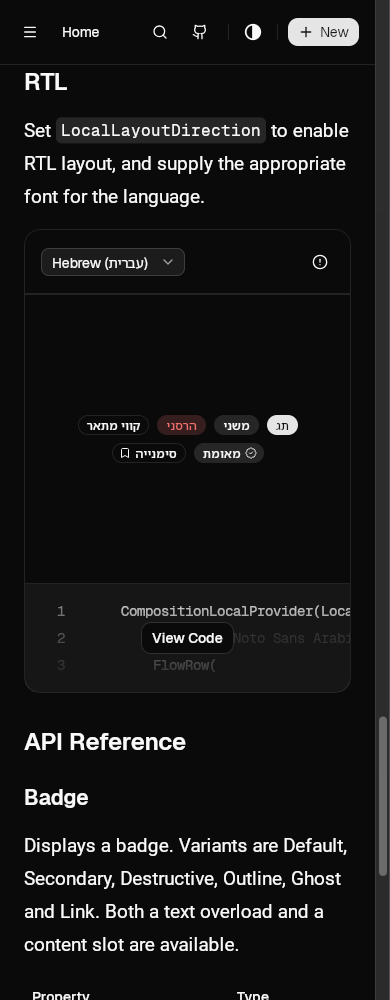 Home
New
RTL
Set LocalLayoutDirection to enable
RTL layout, and supply the appropriate
font for the language.
Hebrew (עברית)
תג משני הרסני קווי מתאר
מאומת סימנייה
1 CompositionLocalProvider(Loca
2 Noto Sans Arabi
View Code
3 FlowRow(
API Reference
Badge
Displays a badge. Variants are Default,
Secondary, Destructive, Outline, Ghost
and Link. Both a text overload and a
content slot are available.
Property Type